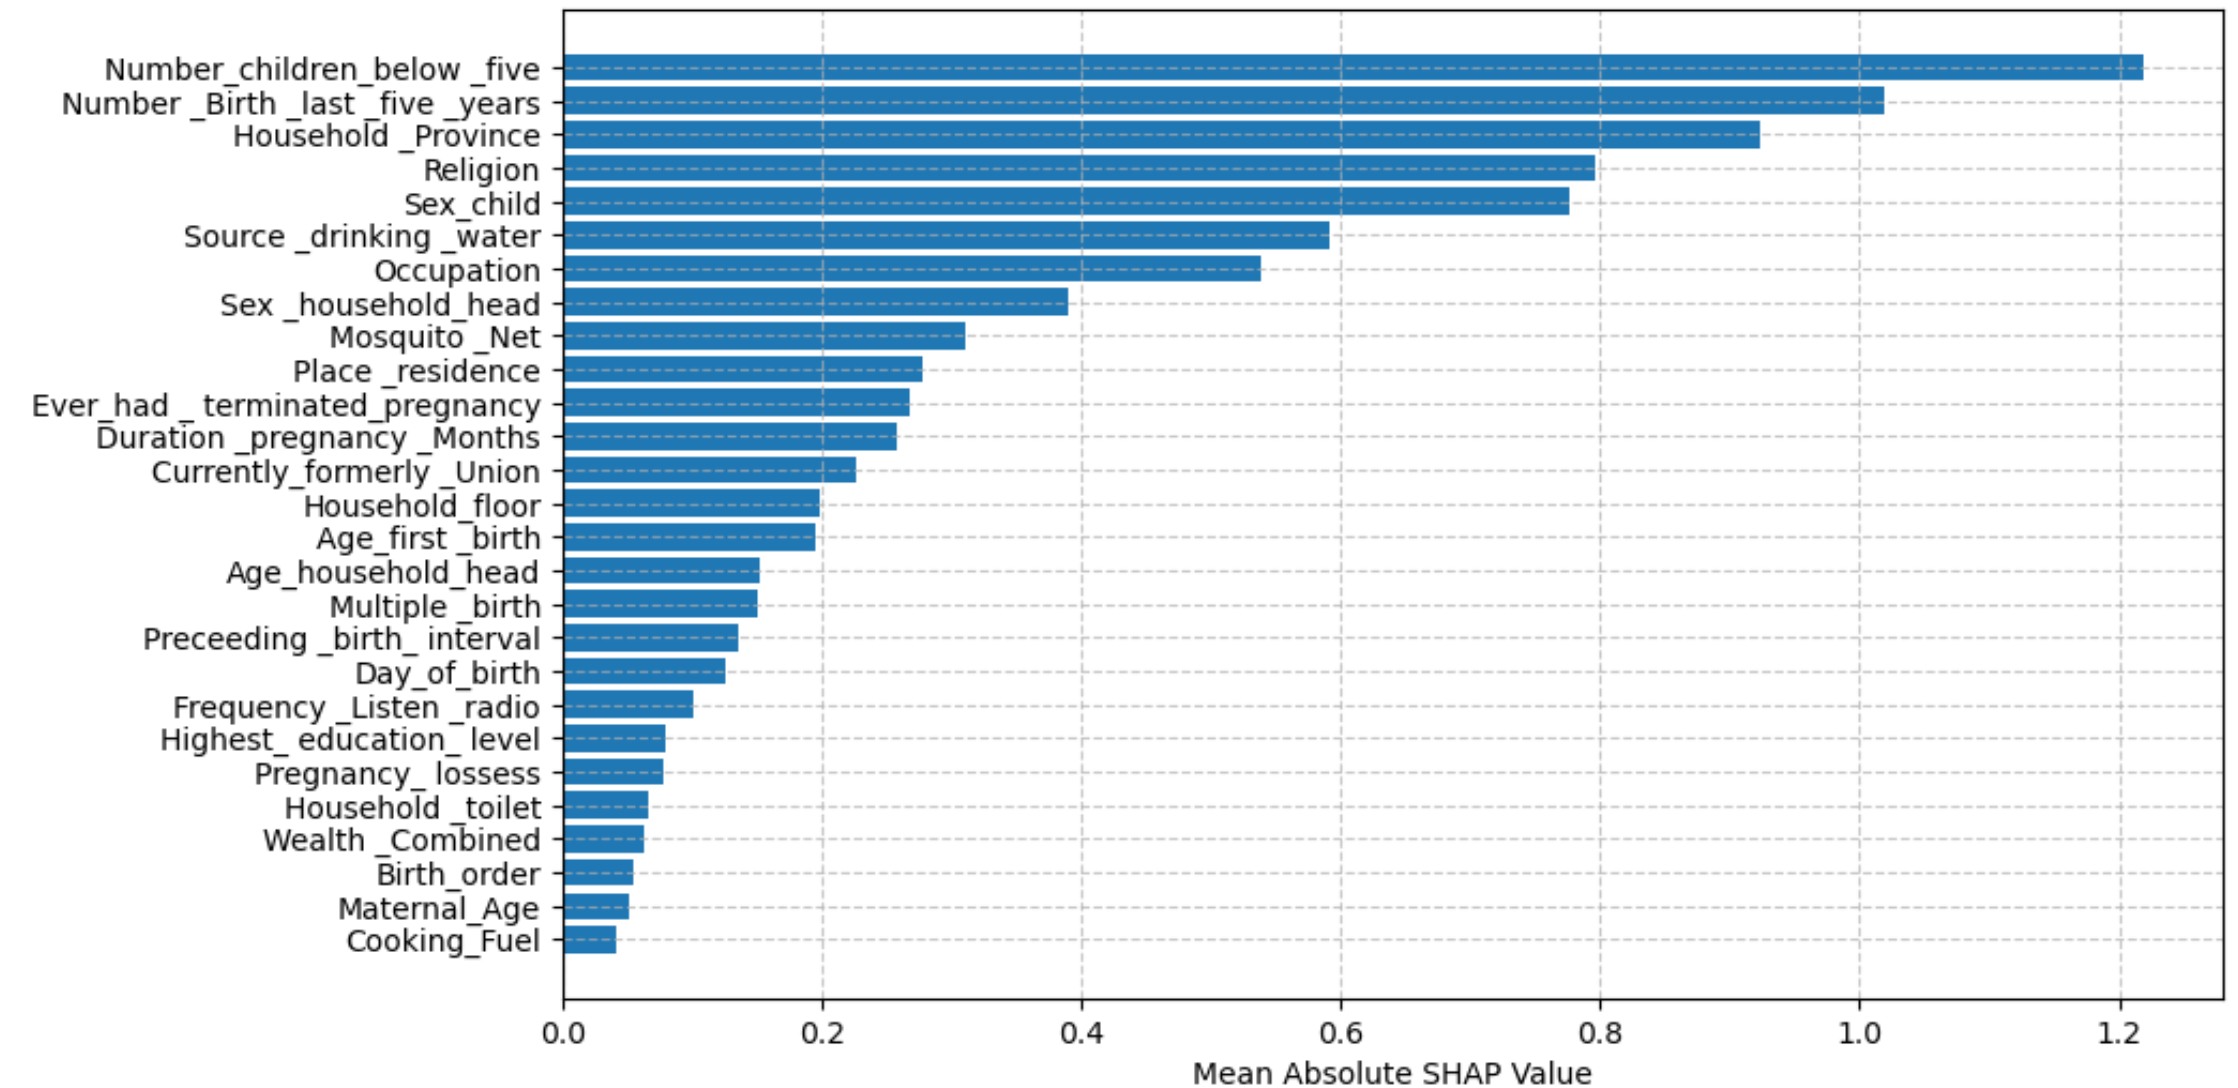 Number_children_below _five
Number _Birth _last _five _years
Household _Province
Religion
Sex_child
Source _drinking _water
Occupation
Sex _household_head
Mosquito _Net
Place _residence
Ever_had _ terminated_pregnancy
Duration _pregnancy _Months
Currently_formerly _Union
Household_floor
Age_first _birth
Age_household_head
Multiple _birth
Preceeding _birth_ interval
Day_of_birth
Frequency _Listen _radio
Highest_ education_ level
Pregnancy_ lossess
Household _toilet
Wealth _Combined
Birth_order
Maternal_Age
Cooking_Fuel
0.0 0.2 0.4 0.6 0.8 1.0 1.2
Mean Absolute SHAP Value